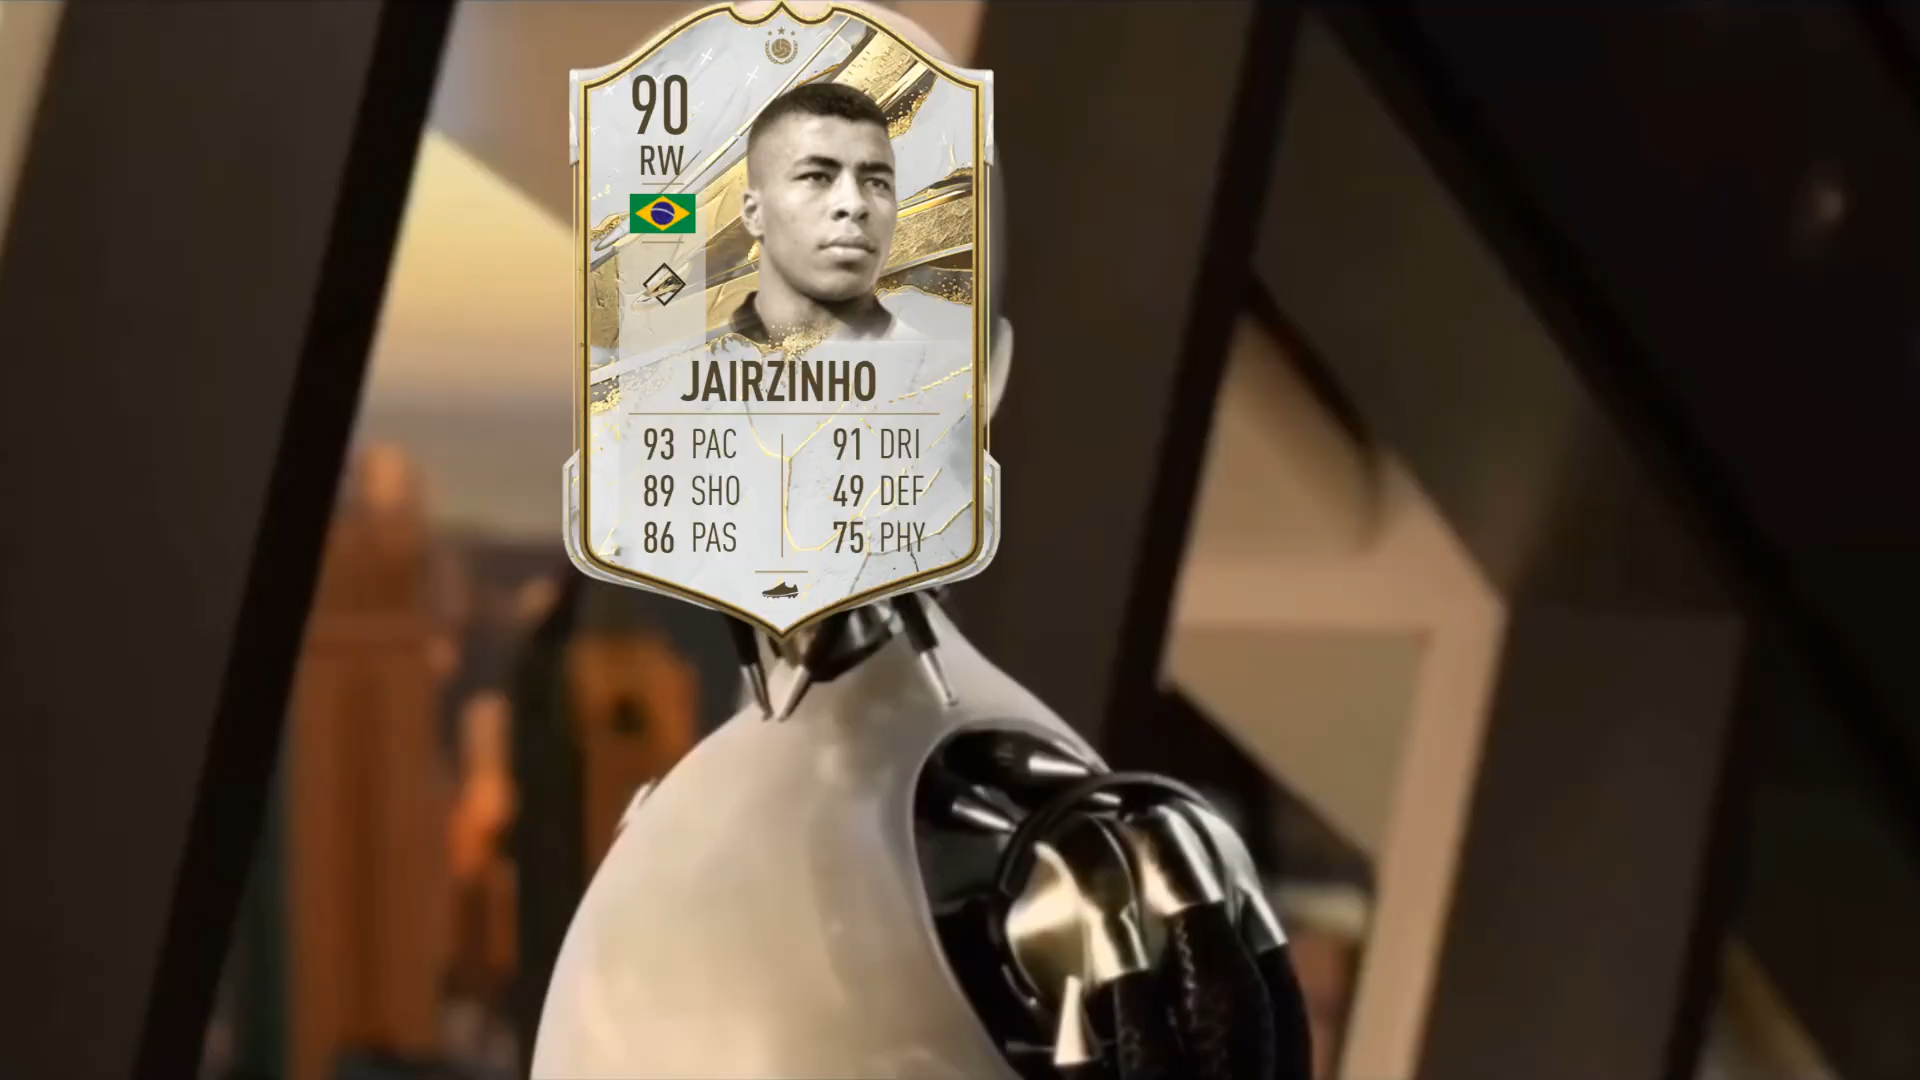 90
RW
JAIRZINHO
93 PAC 91 DRI
89 SHO 49 DEF
86 PAS 75 PHY